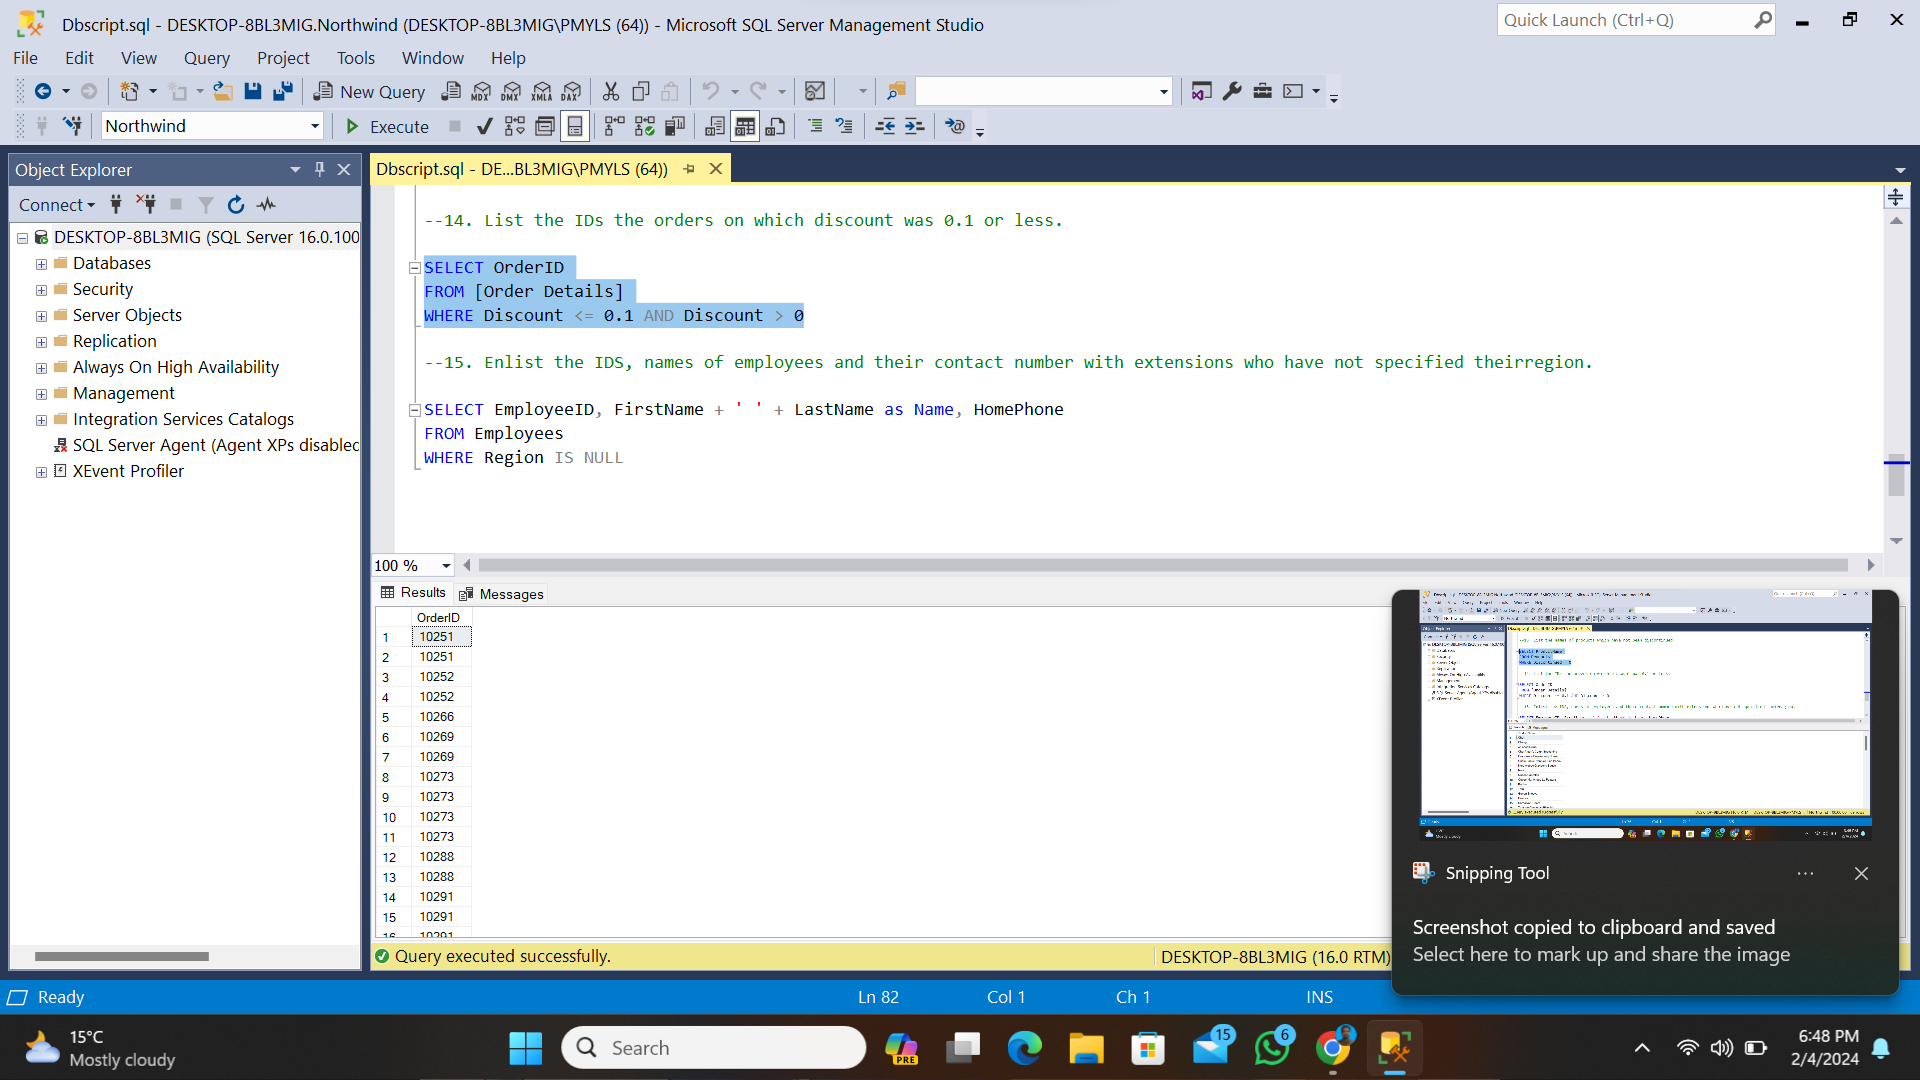 Dbscript.sql - DESKTOP-8BL3MIG.Northwind (DESKTOP-8BL3MIG\PMYLS (64)) - Microsoft SQL Server Management Studio
Quick Launch (Ctrl+Q)
File Edit View Query Project Tools Window Help
New Query MDX DMX XMLA DAX
Northwind Execute
Object Explorer
Dbscript.sql - DE...BL3MIG\PMYLS (64))
Connect
DESKTOP-8BL3MIG (SQL Server 16.0.100
Databases
Security
Server Objects
Replication
Always On High Availability
Management
Integration Services Catalogs
SQL Server Agent (Agent XPs disabled
XEvent Profiler
--14. List the IDs the orders on which discount was 0.1 or less.
SELECT OrderID
FROM [Order Details]
WHERE Discount <= 0.1 AND Discount > 0
--15. Enlist the IDS, names of employees and their contact number with extensions who have not specified theirregion.
SELECT EmployeeID, FirstName + ' ' + LastName as Name, HomePhone
FROM Employees
WHERE Region IS NULL
100 %
Results Messages
OrderID
1 10251
2 10251
3 10252
4 10252
5 10266
6 10269
7 10269
8 10273
9 10273
10 10273
11 10273
12 10288
13 10288
14 10291
15 10291
16 10291
Query executed successfully.
DESKTOP-8BL3MIG (16.0 RTM)
Snipping Tool
Screenshot copied to clipboard and saved
Select here to mark up and share the image
Ready Ln 82 Col 1 Ch 1 INS
15°C
Mostly cloudy
Search
PRE
15
6
6:48 PM
2/4/2024